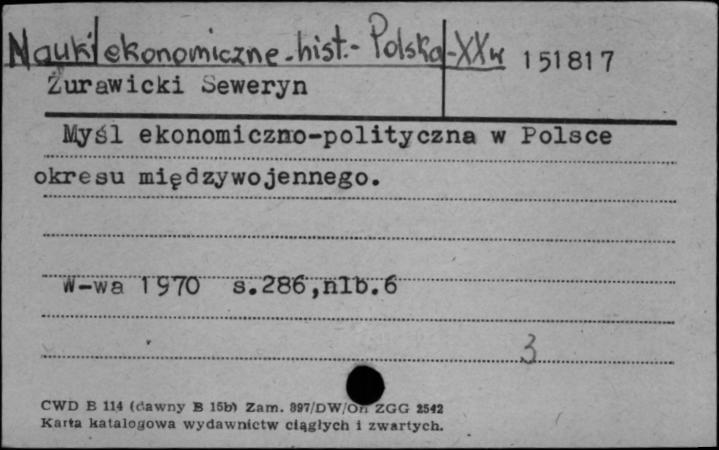 Nauki ekonomiczne-hist.-Polska-XXw 151817
Żurawicki Seweryn
Myśl ekonomiczno-polityczna w Polsce
okresu międzywojennego.
W-wa 1970 s.286,nlb.6
3
CWD B 114 (dawny B 15b) Zam. 897/DW/On ZGG 2542
Karta katalogowa wydawnictw ciągłych i zwartych.